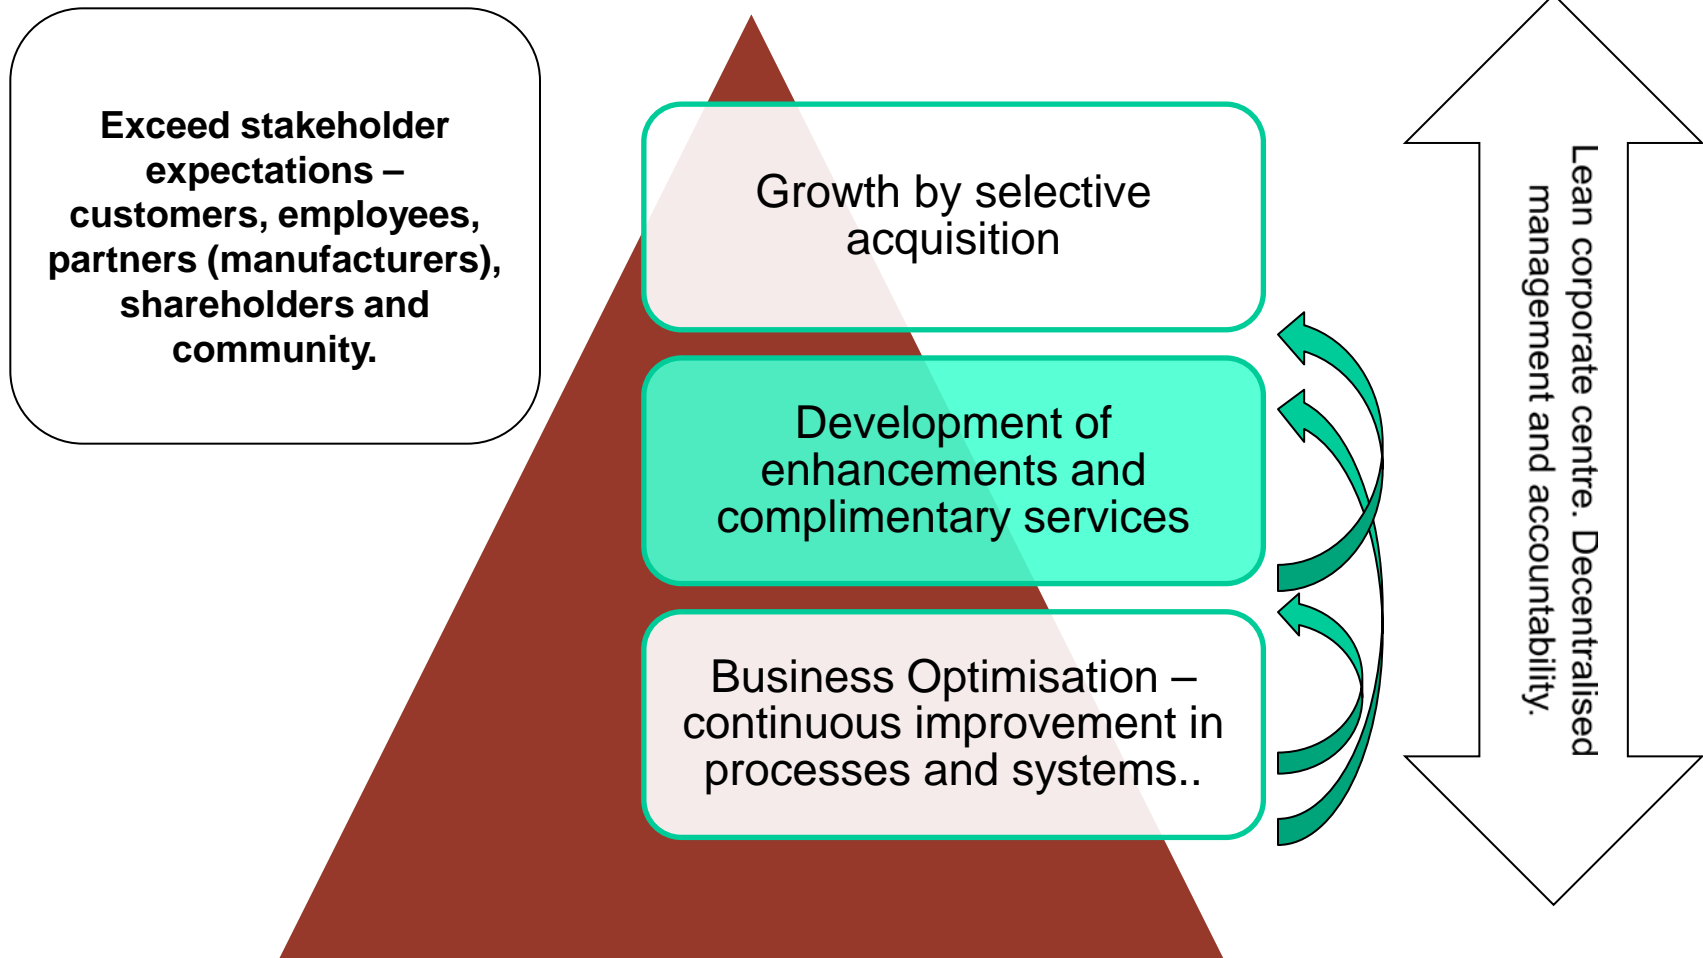 Exceed stakeholder
expectations –
customers, employees,
partners (manufacturers),
shareholders and
community.
Growth by selective
acquisition
Development of
enhancements and
complimentary services
Business Optimisation –
continuous improvement in
processes and systems..
Lean corporate centre. Decentralised
management and accountability.